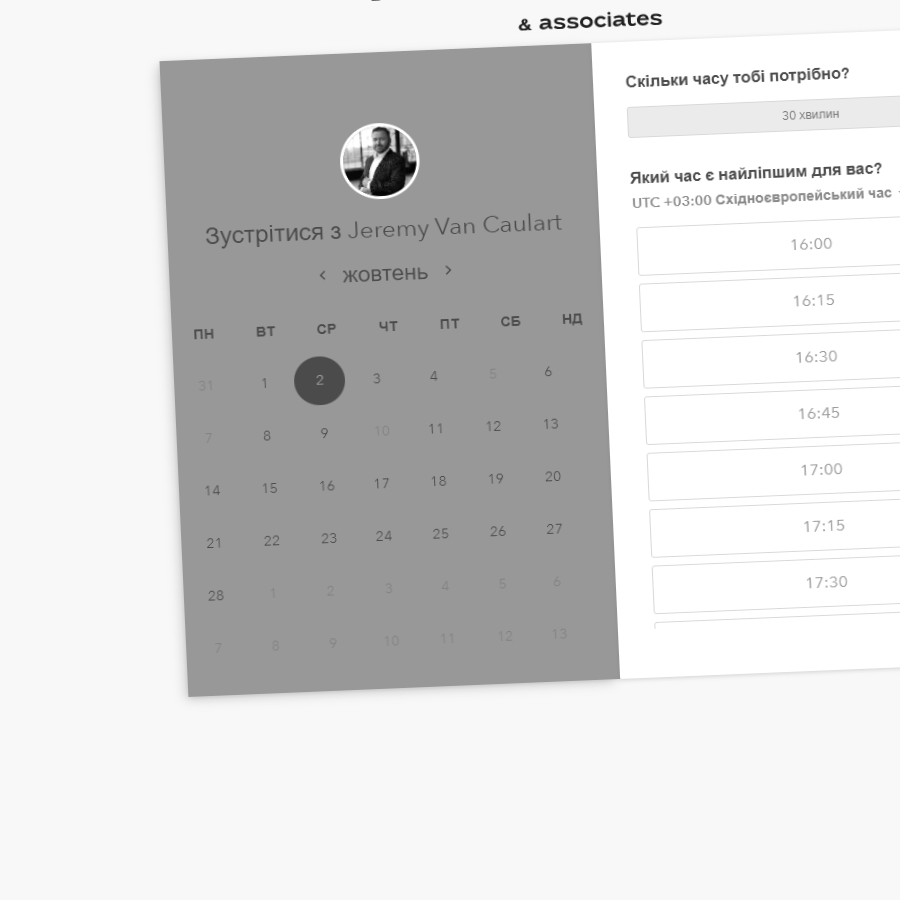 & associates
Зустрітися з Jeremy Van Caulart
‹ жовтень ›
ПН ВТ СР ЧТ ПТ СБ НД
31 1 2 3 4 5 6
7 8 9 10 11 12 13
14 15 16 17 18 19 20
21 22 23 24 25 26 27
28 1 2 3 4 5 6
7 8 9 10 11 12 13
Скільки часу тобі потрібно?
30 хвилин
Який час є найліпшим для вас?
UTC +03:00 Східноєвропейський час
16:00
16:15
16:30
16:45
17:00
17:15
17:30